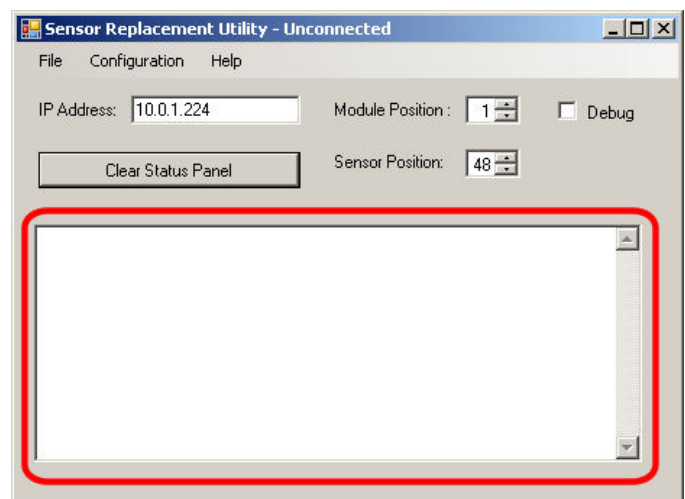 Sensor Replacement Utility - Unconnected
File Configuration Help
IP Address: 10.0.1.224 Module Position : 1 Debug
Clear Status Panel Sensor Position: 48